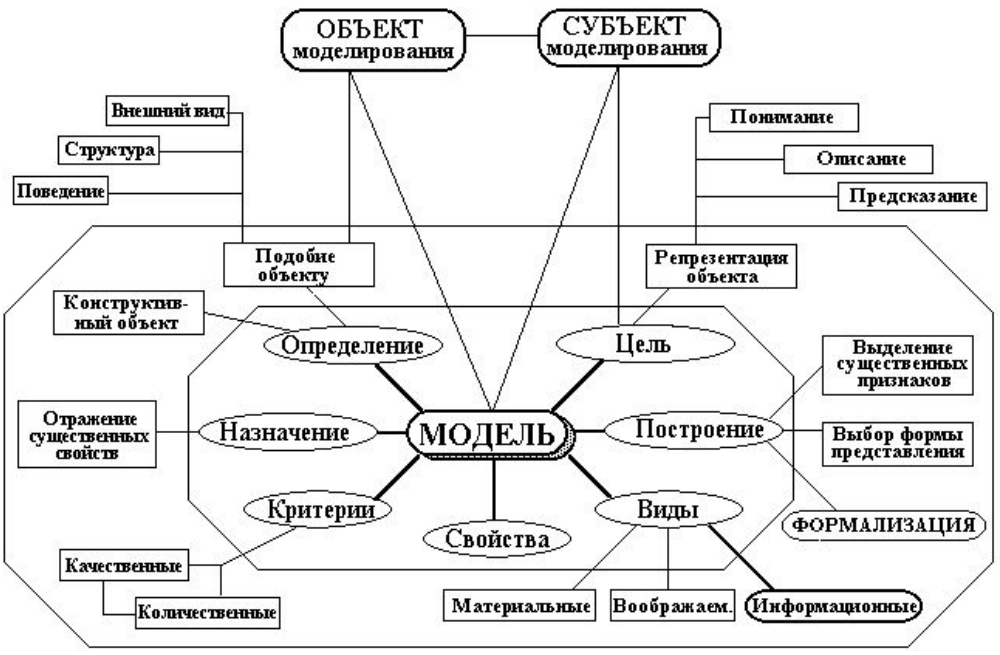 ОБЪЕКТ
моделирования
СУБЪЕКТ
моделирования
Внешний вид
Структура
Поведение
Понимание
Описание
Предсказание
Подобие
объекту
Репрезентация
объекта
Конструктив-
ный объект
Определение
Цель
Выделение
существенных
признаков
Отражение
существенных
свойств
Назначение
МОДЕЛЬ
Построение
Выбор формы
представления
Критерии
Свойства
Виды
ФОРМАЛИЗАЦИЯ
Качественные
Количественные
Материальные
Воображаем.
Информационные